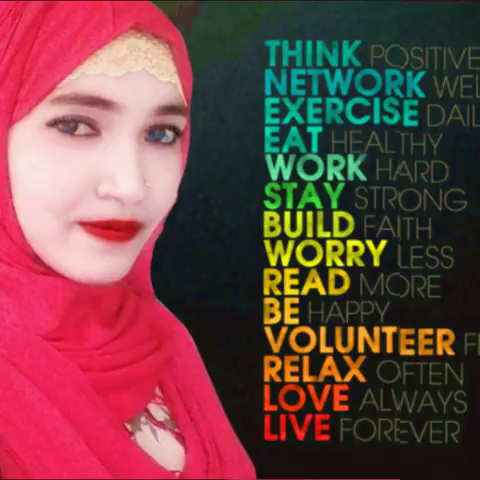 THINK POSITIVE
NETWORK WEL
EXERCISE DAIL
EAT HEALTHY
WORK HARD
STAY STRONG
BUILD FAITH
WORRY LESS
READ MORE
BE HAPPY
VOLUNTEER F
RELAX OFTEN
LOVE ALWAYS
LIVE FOREVER